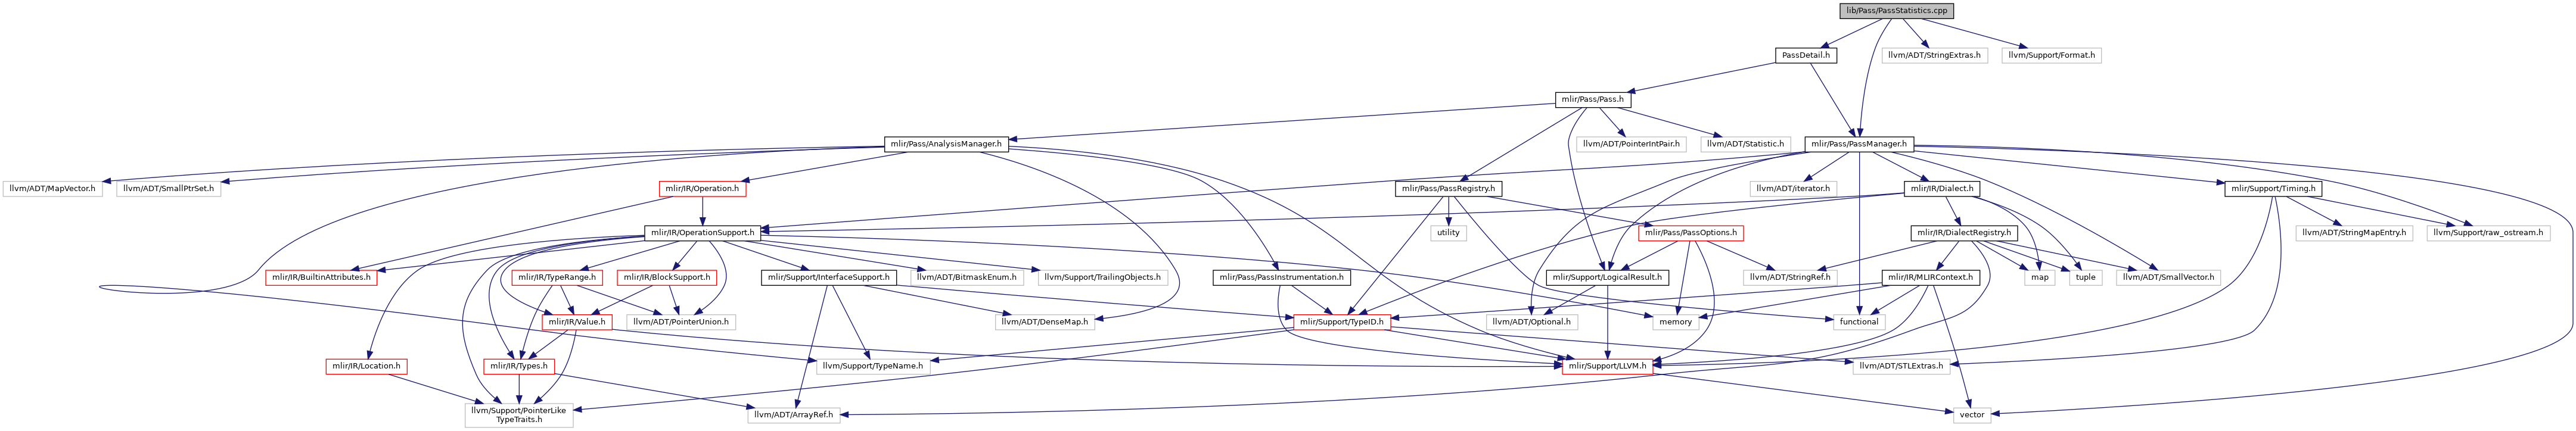 lib/Pass/PassStatistics.cpp
PassDetail.h
llvm/ADT/StringExtras.h
llvm/Support/Format.h
mlir/Pass/Pass.h
mlir/Pass/AnalysisManager.h
llvm/ADT/PointerIntPair.h
llvm/ADT/Statistic.h
mlir/Pass/PassManager.h
llvm/ADT/MapVector.h
llvm/ADT/SmallPtrSet.h
mlir/IR/Operation.h
mlir/Pass/PassRegistry.h
llvm/ADT/iterator.h
mlir/IR/Dialect.h
mlir/Support/Timing.h
mlir/IR/OperationSupport.h
utility
mlir/Pass/PassOptions.h
mlir/IR/DialectRegistry.h
llvm/ADT/StringMapEntry.h
llvm/Support/raw_ostream.h
mlir/IR/BuiltinAttributes.h
mlir/IR/TypeRange.h
mlir/IR/BlockSupport.h
mlir/Support/InterfaceSupport.h
llvm/ADT/BitmaskEnum.h
llvm/Support/TrailingObjects.h
mlir/Pass/PassInstrumentation.h
mlir/Support/LogicalResult.h
llvm/ADT/StringRef.h
mlir/IR/MLIRContext.h
map
tuple
llvm/ADT/SmallVector.h
mlir/IR/Value.h
llvm/ADT/PointerUnion.h
llvm/ADT/DenseMap.h
mlir/Support/TypeID.h
llvm/ADT/Optional.h
memory
functional
mlir/IR/Location.h
mlir/IR/Types.h
llvm/Support/TypeName.h
mlir/Support/LLVM.h
llvm/ADT/STLExtras.h
llvm/Support/PointerLike
TypeTraits.h
llvm/ADT/ArrayRef.h
vector